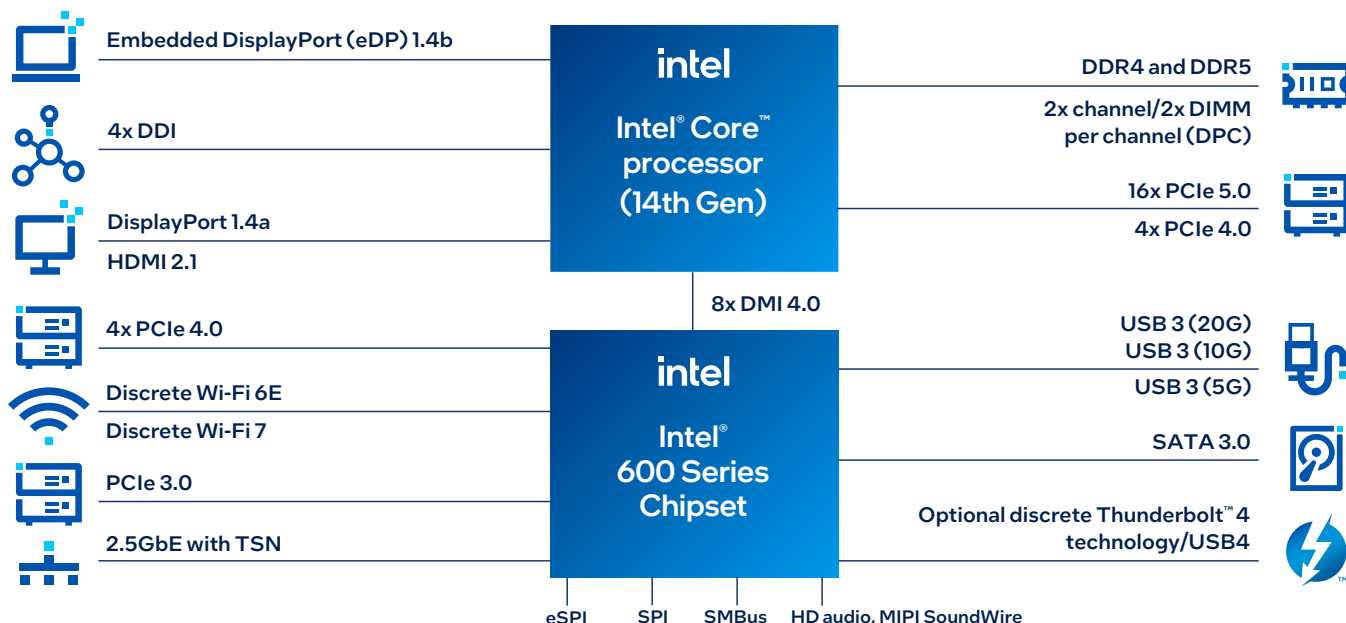 Embedded DisplayPort (eDP) 1.4b
4x DDI
DisplayPort 1.4a
HDMI 2.1
intel
Intel® Core™
processor
(14th Gen)
DDR4 and DDR5
2x channel/2x DIMM
per channel (DPC)
16x PCIe 5.0
4x PCIe 4.0
8x DMI 4.0
4x PCIe 4.0
Discrete Wi-Fi 6E
Discrete Wi-Fi 7
PCIe 3.0
2.5GbE with TSN
intel
Intel®
600 Series
Chipset
USB 3 (20G)
USB 3 (10G)
USB 3 (5G)
SATA 3.0
Optional discrete Thunderbolt™ 4
technology/USB4
TM
eSPI
SPI
SMBus
HD audio, MIPI SoundWire